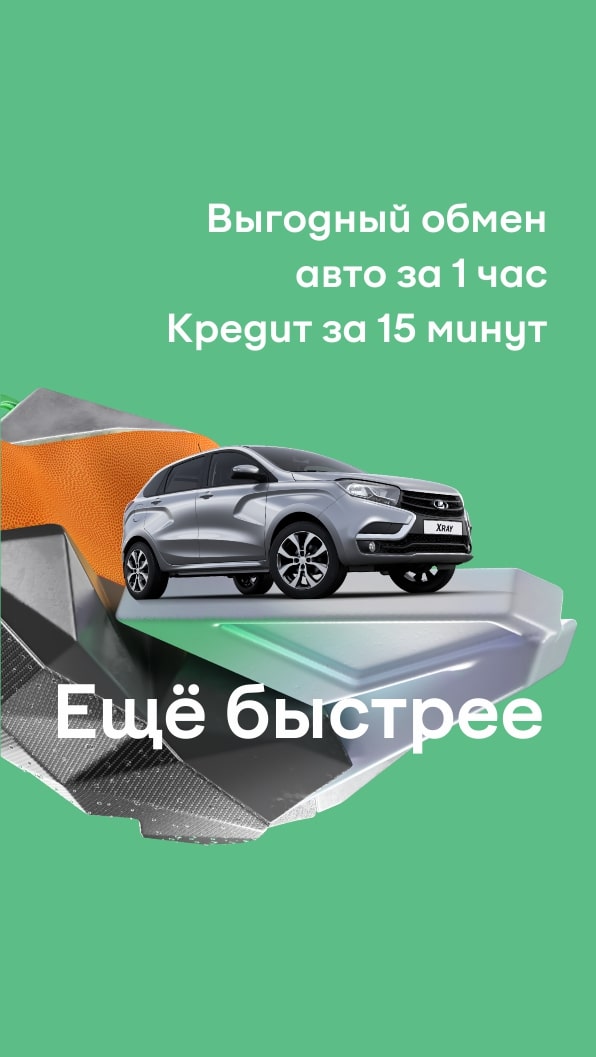 Выгодный обмен
авто за 1 час
Кредит за 15 минут
XRAY
Ещё быстрее